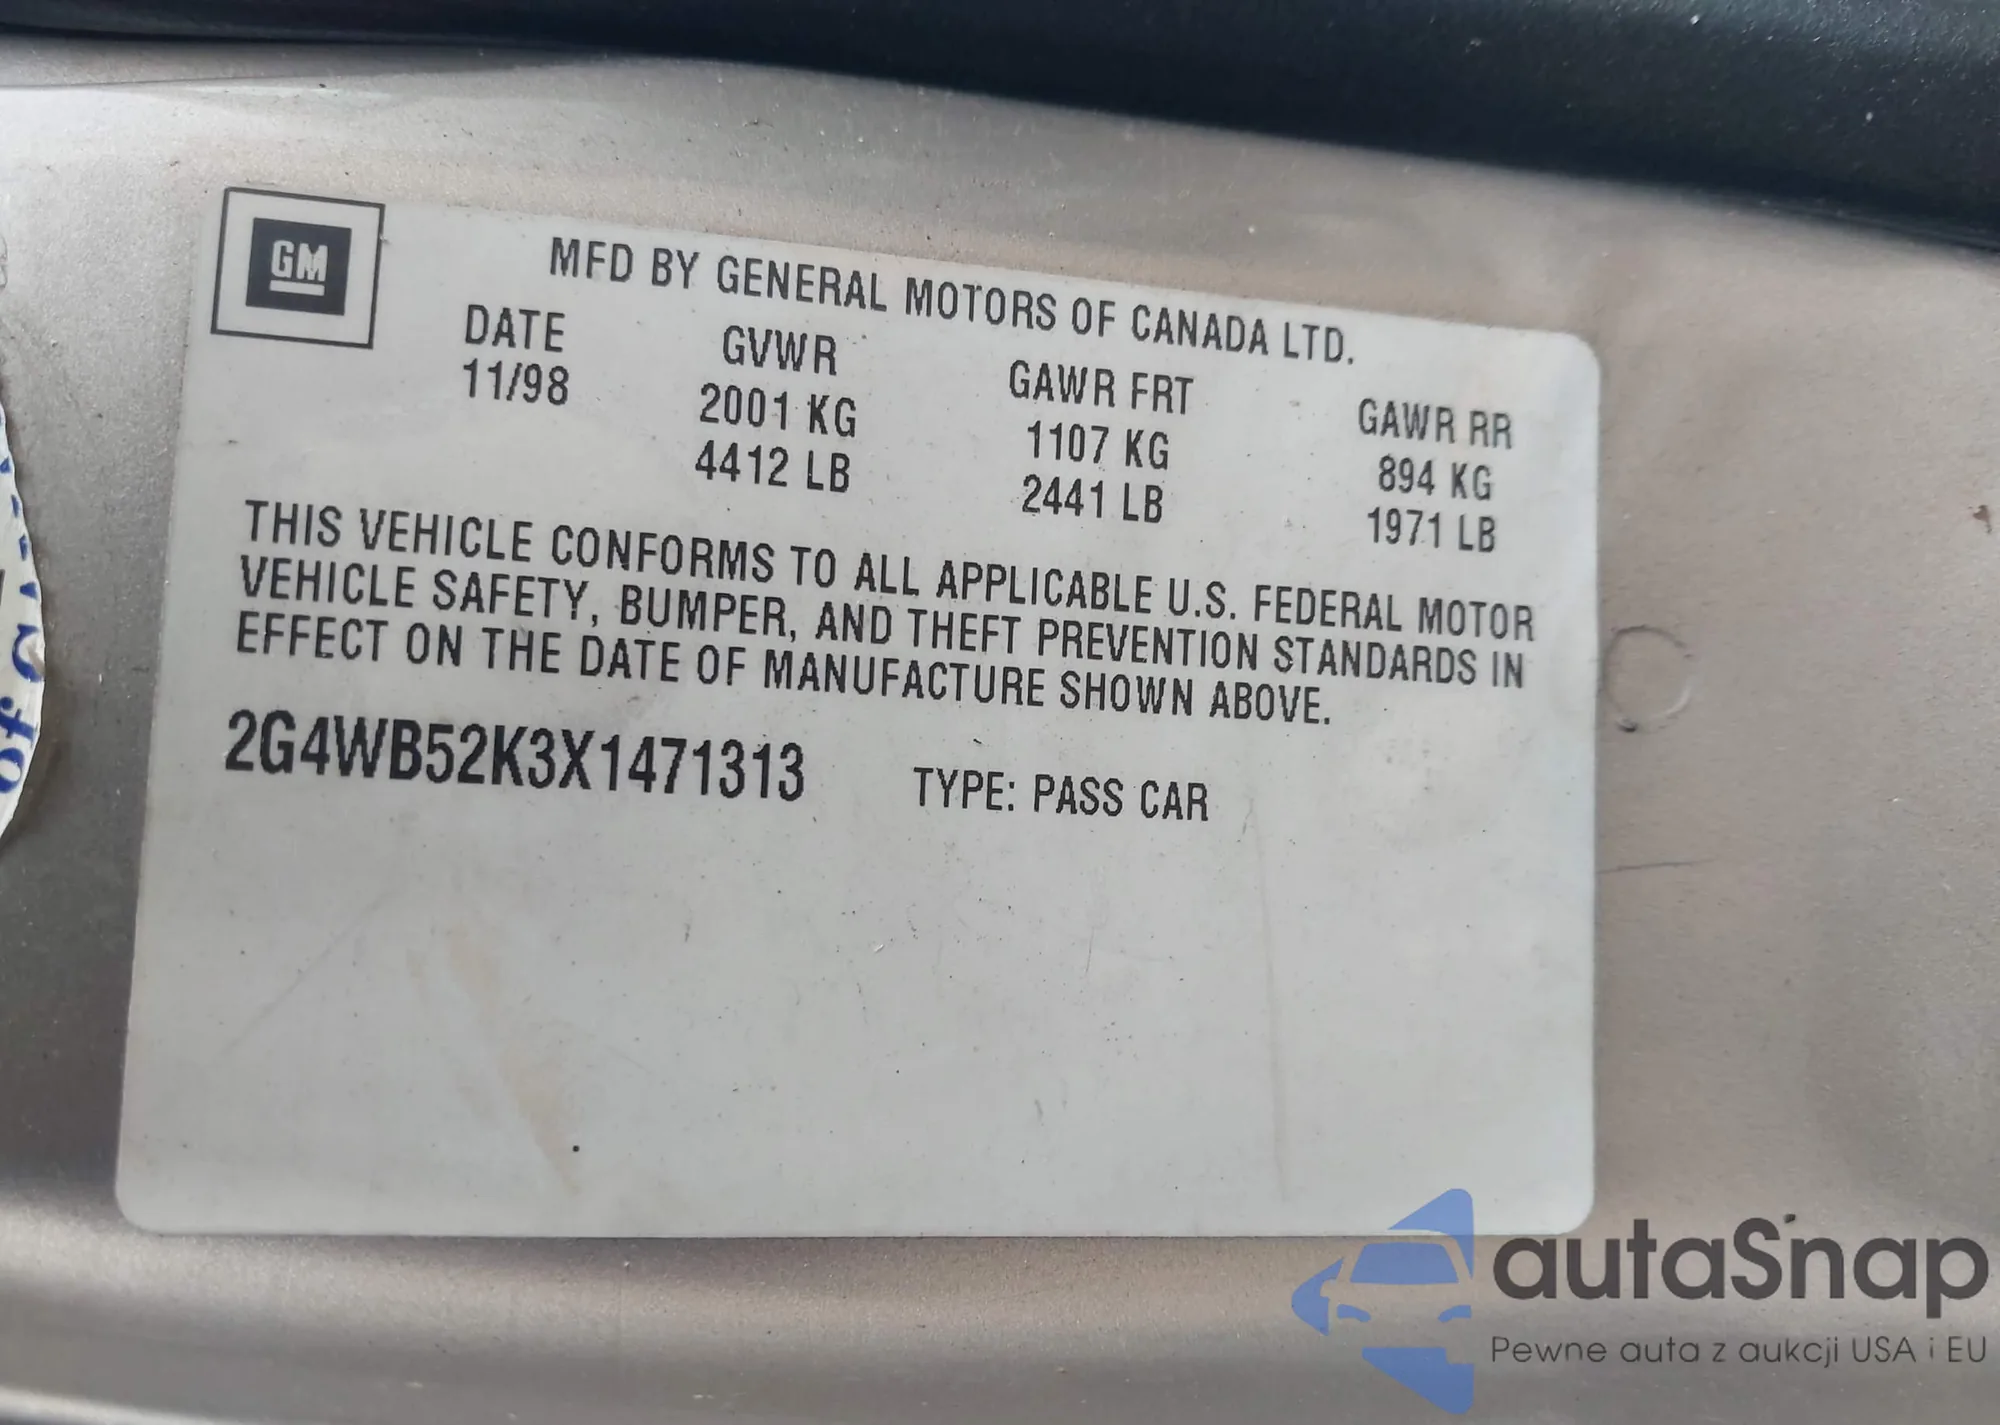 GM
MFD BY GENERAL MOTORS OF CANADA LTD.
DATE GVWR GAWR FRT GAWR RR
11/98 2001 KG 1107 KG 894 KG
4412 LB 2441 LB 1971 LB
THIS VEHICLE CONFORMS TO ALL APPLICABLE U.S. FEDERAL MOTOR
VEHICLE SAFETY, BUMPER, AND THEFT PREVENTION STANDARDS IN
EFFECT ON THE DATE OF MANUFACTURE SHOWN ABOVE.
2G4WB52K3X1471313 TYPE: PASS CAR
of
autaSnap
Pewne auta z aukcji USA i EU